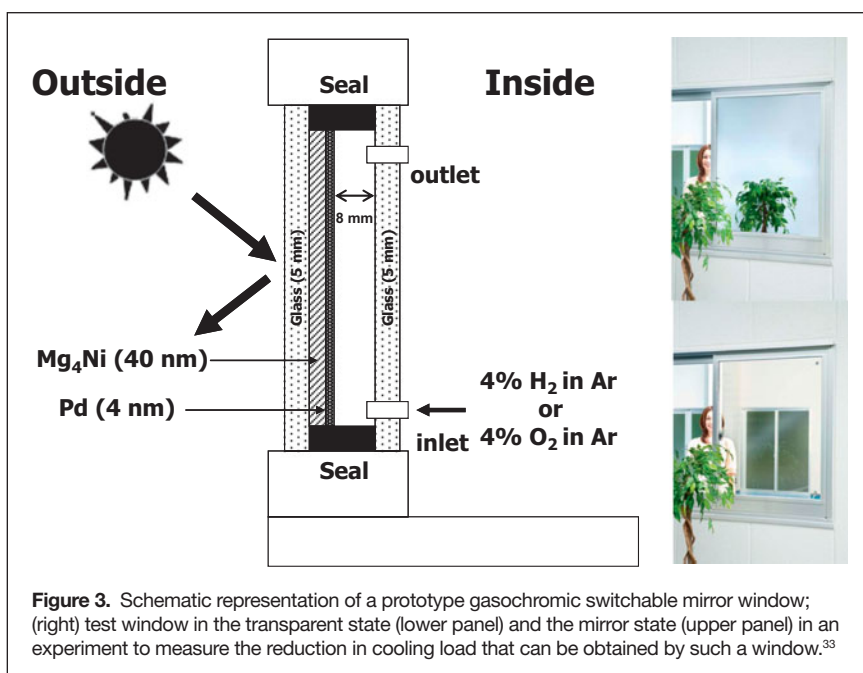 Outside
Seal
Inside
outlet
8 mm
Glass (5 mm)
Glass (5 mm)
Mg₄Ni (40 nm)
Pd (4 nm)
4% H₂ in Ar
or
4% O₂ in Ar
inlet
Seal
Figure 3. Schematic representation of a prototype gasochromic switchable mirror window;
(right) test window in the transparent state (lower panel) and the mirror state (upper panel) in an
experiment to measure the reduction in cooling load that can be obtained by such a window.³³